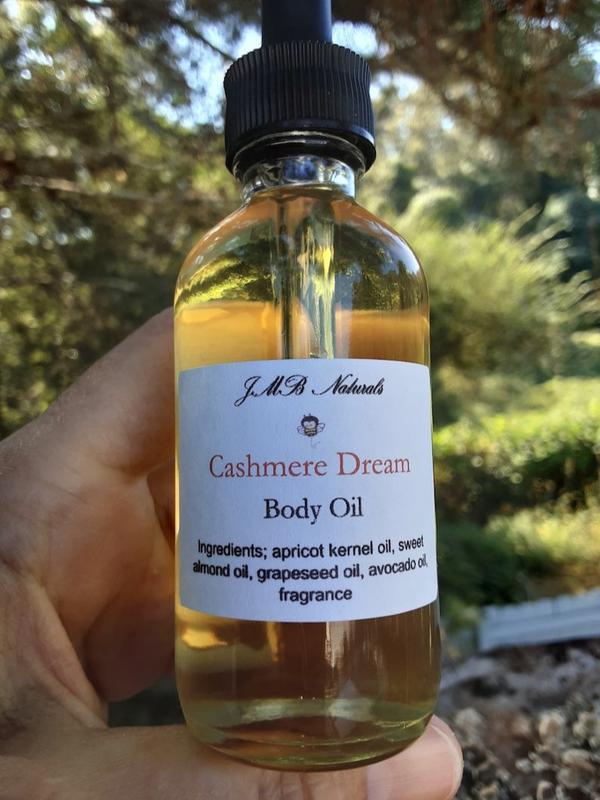 JMB Naturals
Cashmere Dream
Body Oil
Ingredients; apricot kernel oil, sweet
almond oil, grapeseed oil, avocado oil,
fragrance